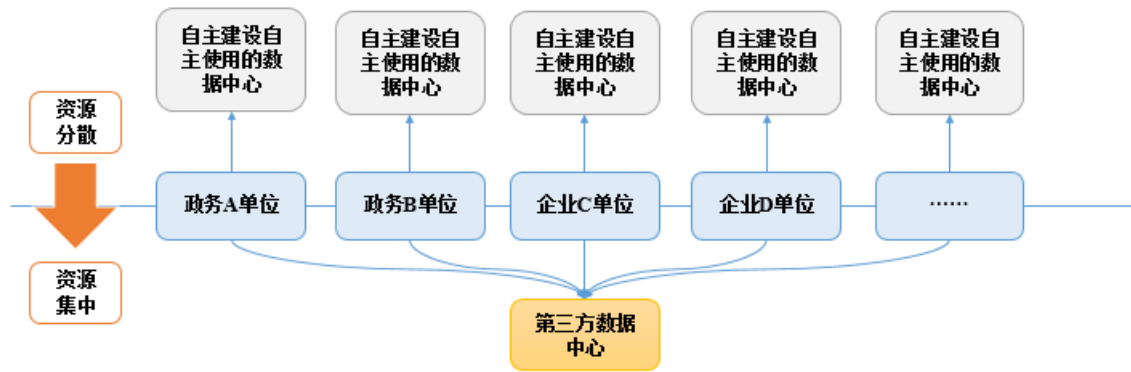 自主建设自
主使用的数
据中心
自主建设自
主使用的数
据中心
自主建设自
主使用的数
据中心
自主建设自
主使用的数
据中心
自主建设自
主使用的数
据中心
资源
分散
政务A单位
政务B单位
企业C单位
企业D单位
……
资源
集中
第三方数据
中心